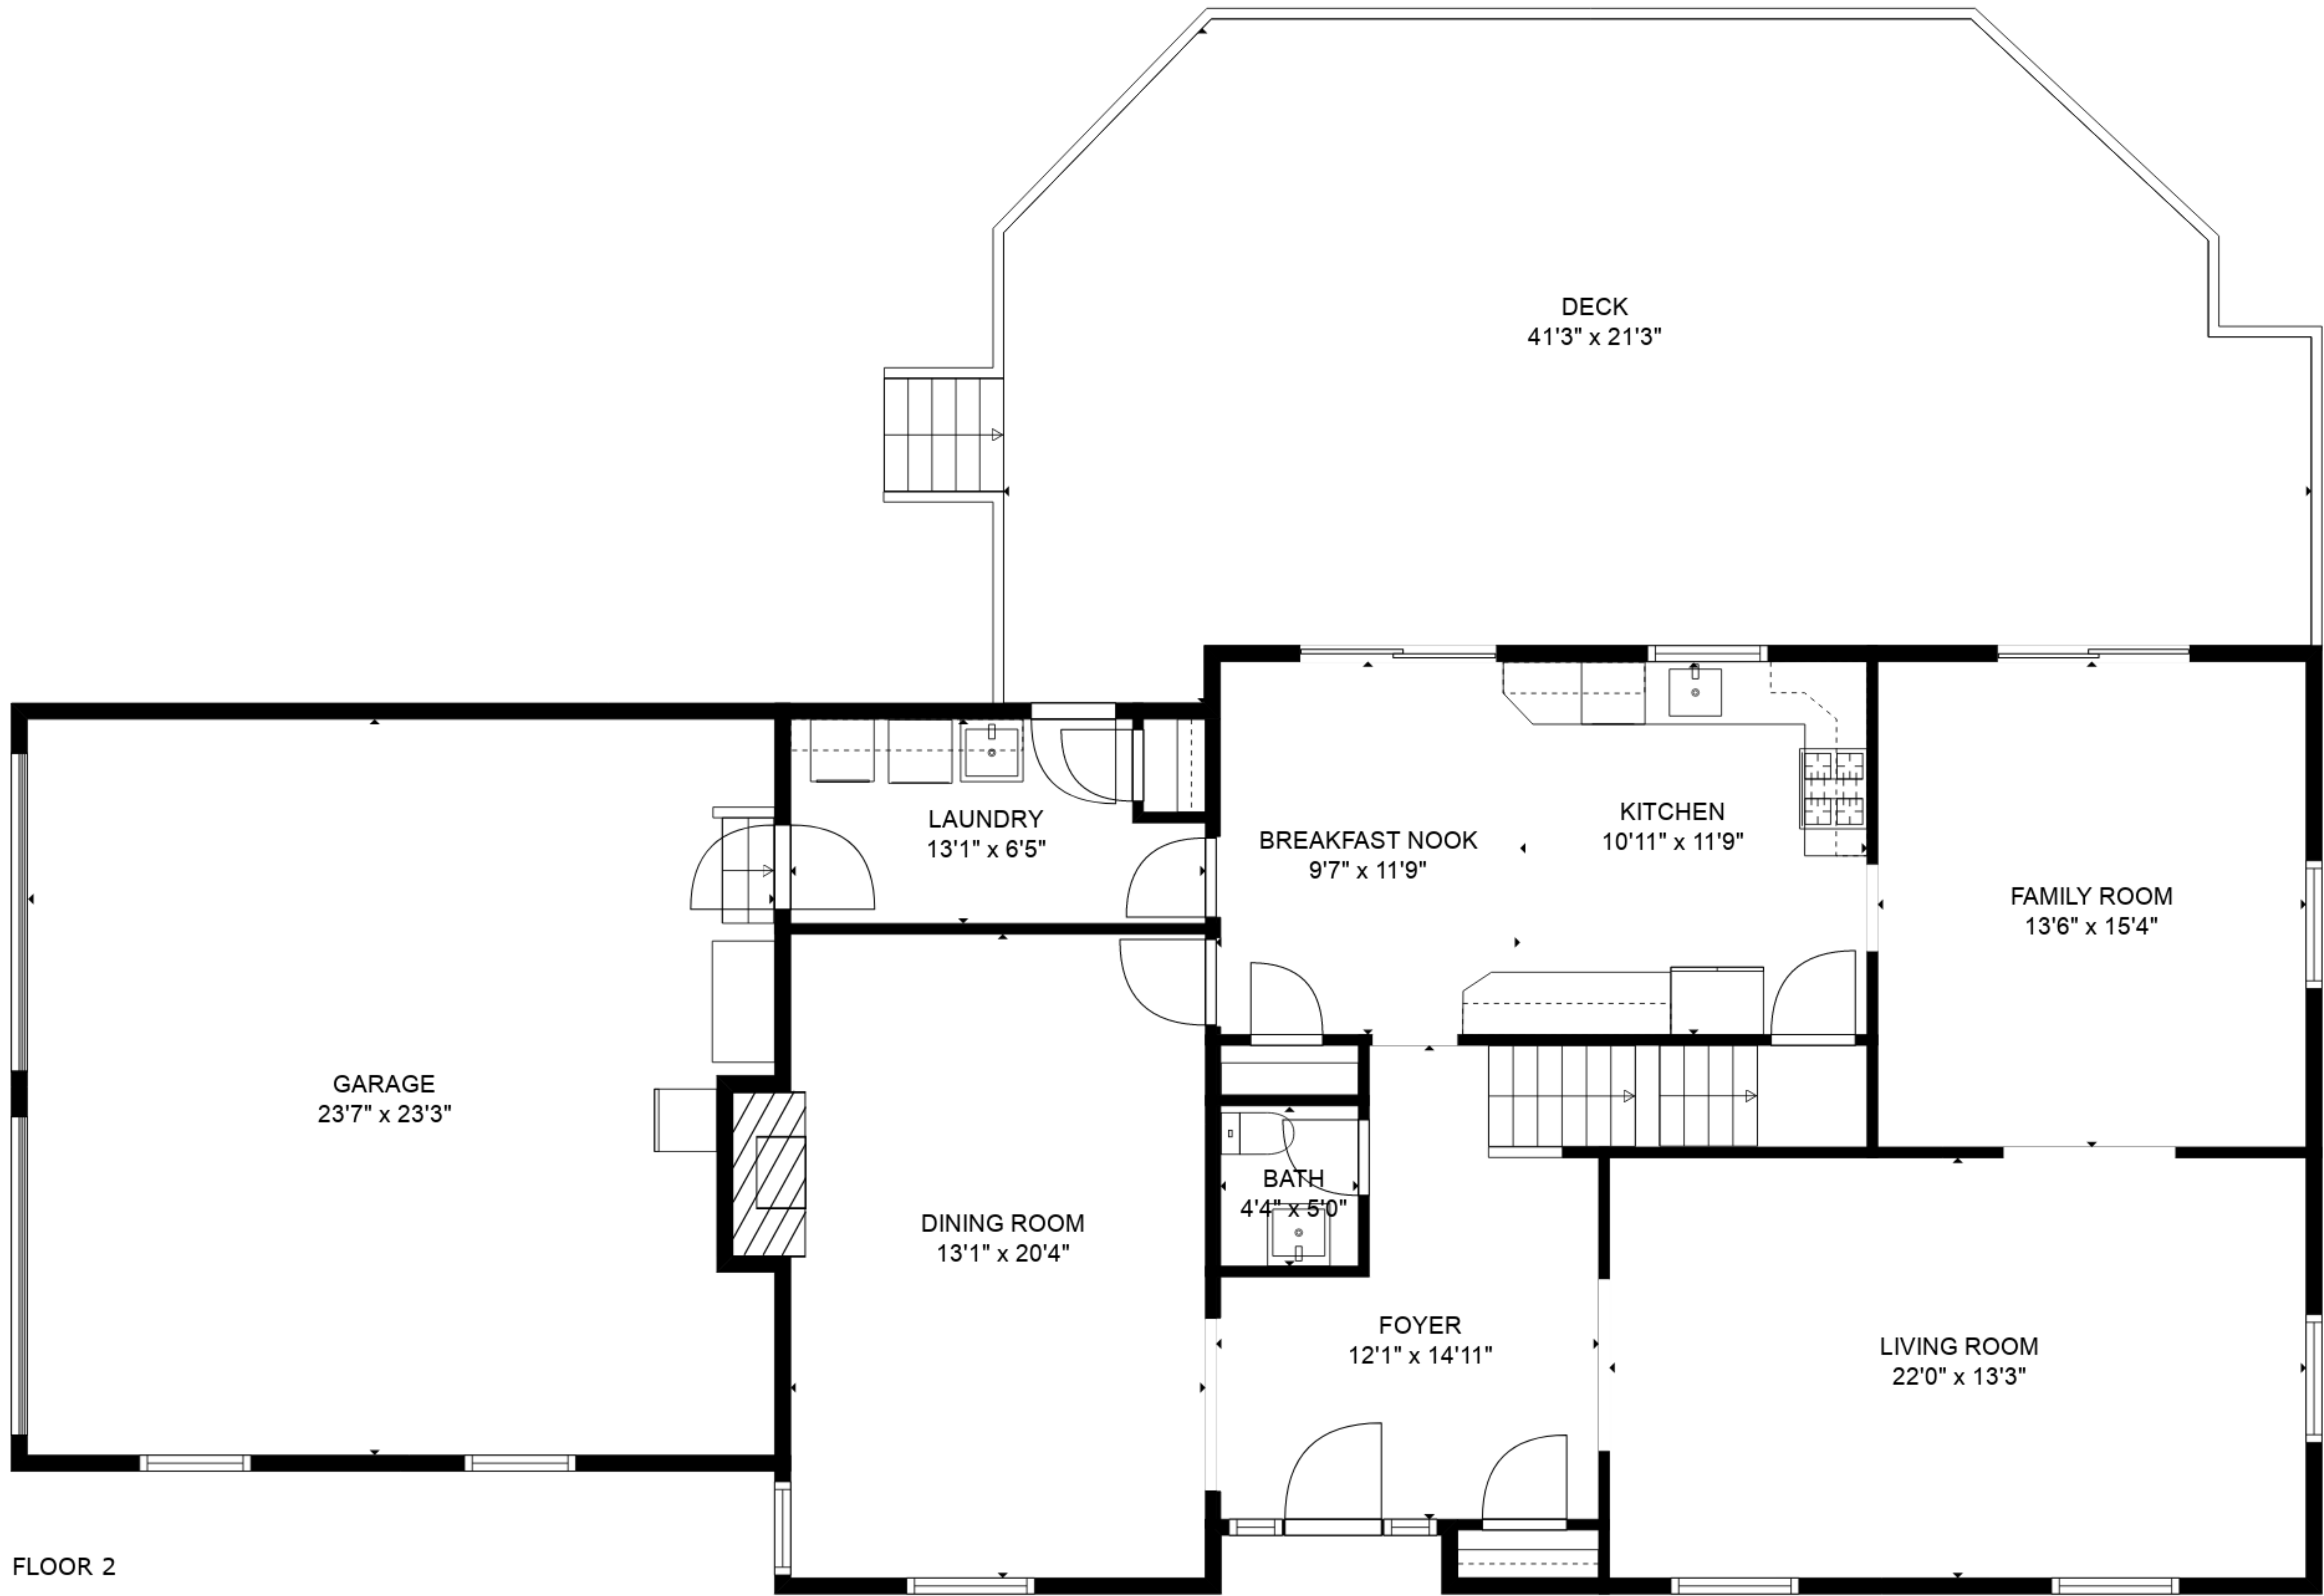 DECK
41'3" x 21'3"
LAUNDRY
13'1" x 6'5"
BREAKFAST NOOK
9'7" x 11'9"
KITCHEN
10'11" x 11'9"
FAMILY ROOM
13'6" x 15'4"
GARAGE
23'7" x 23'3"
BATH
4'4" x 5'0"
DINING ROOM
13'1" x 20'4"
FOYER
12'1" x 14'11"
LIVING ROOM
22'0" x 13'3"
FLOOR 2